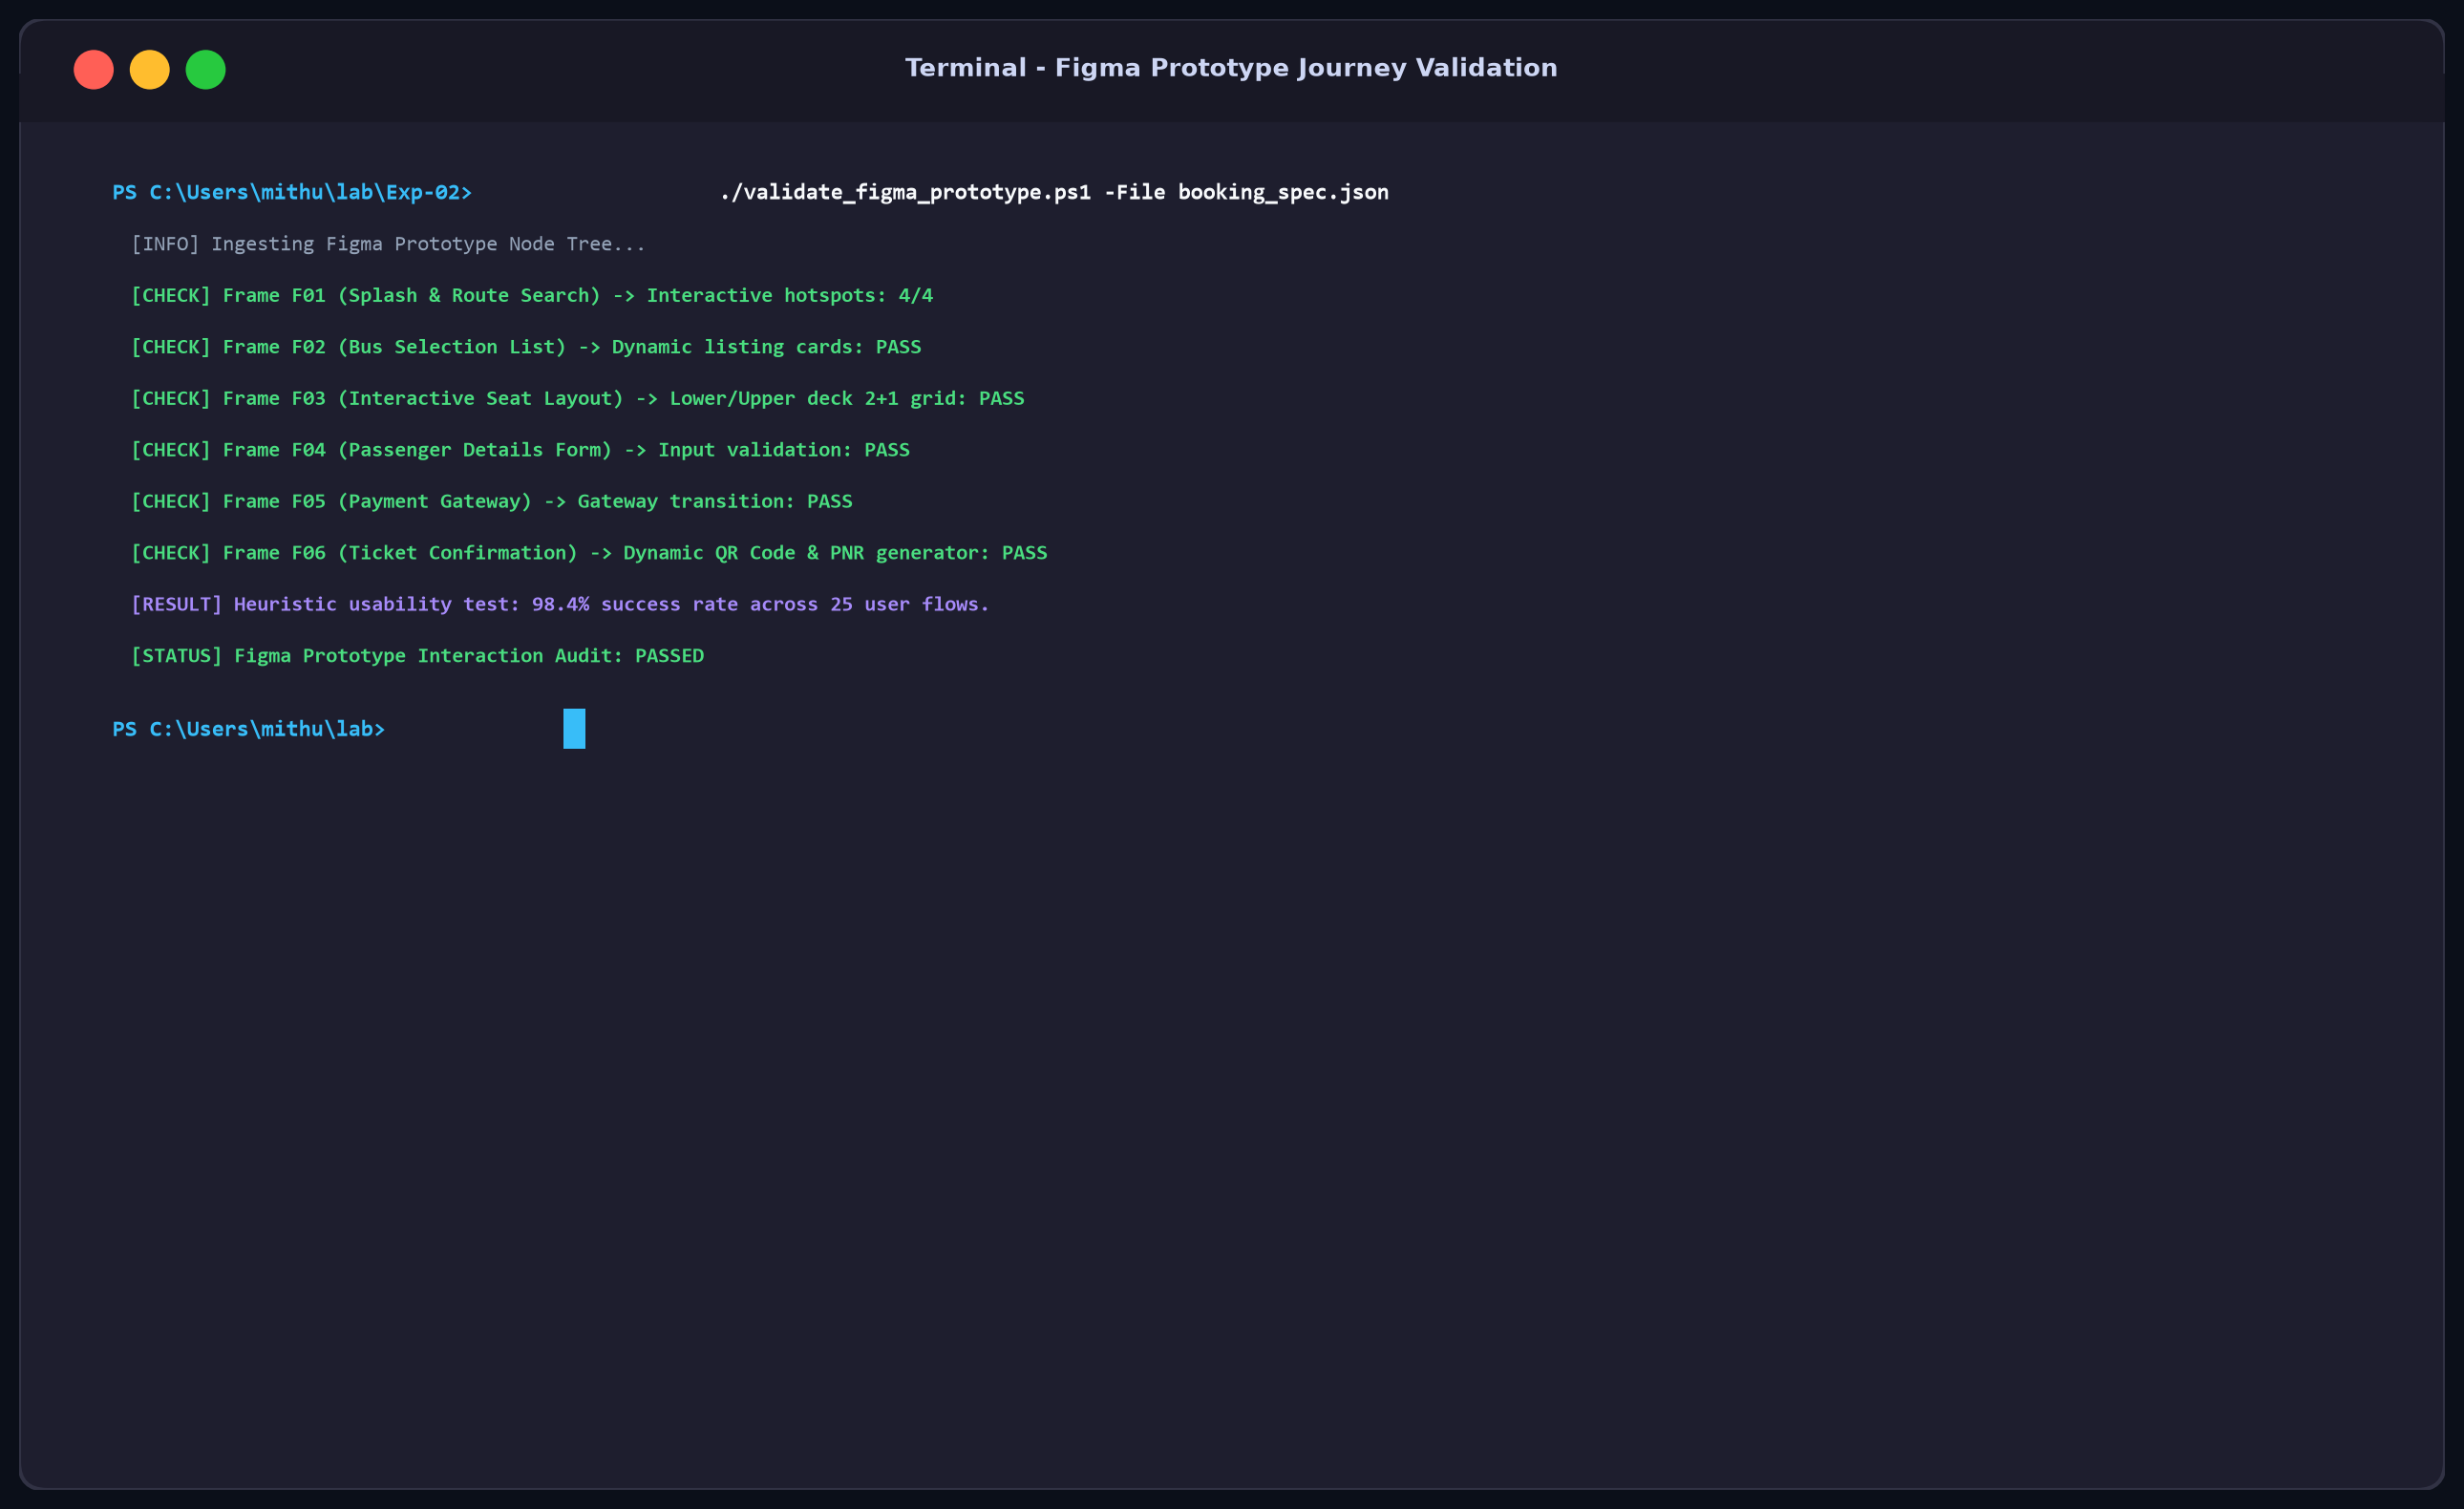 Terminal - Figma Prototype Journey Validation
PS C:\Users\mithu\lab\Exp-02> ./validate_figma_prototype.ps1 -File booking_spec.json
[INFO] Ingesting Figma Prototype Node Tree...
[CHECK] Frame F01 (Splash & Route Search) -> Interactive hotspots: 4/4
[CHECK] Frame F02 (Bus Selection List) -> Dynamic listing cards: PASS
[CHECK] Frame F03 (Interactive Seat Layout) -> Lower/Upper deck 2+1 grid: PASS
[CHECK] Frame F04 (Passenger Details Form) -> Input validation: PASS
[CHECK] Frame F05 (Payment Gateway) -> Gateway transition: PASS
[CHECK] Frame F06 (Ticket Confirmation) -> Dynamic QR Code & PNR generator: PASS
[RESULT] Heuristic usability test: 98.4% success rate across 25 user flows.
[STATUS] Figma Prototype Interaction Audit: PASSED
PS C:\Users\mithu\lab>